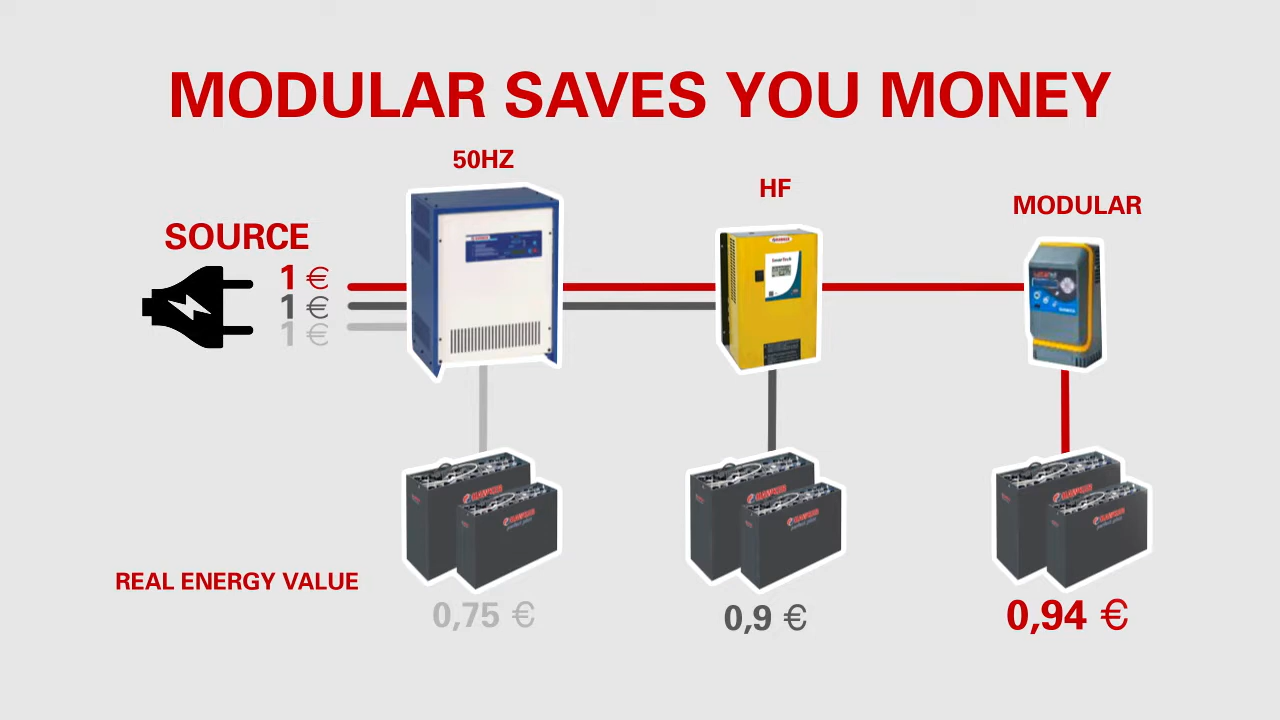 MODULAR SAVES YOU MONEY
50HZ
HF
MODULAR
SOURCE
1 €
1 €
1 €
REAL ENERGY VALUE
0,75 €
0,9 €
0,94 €